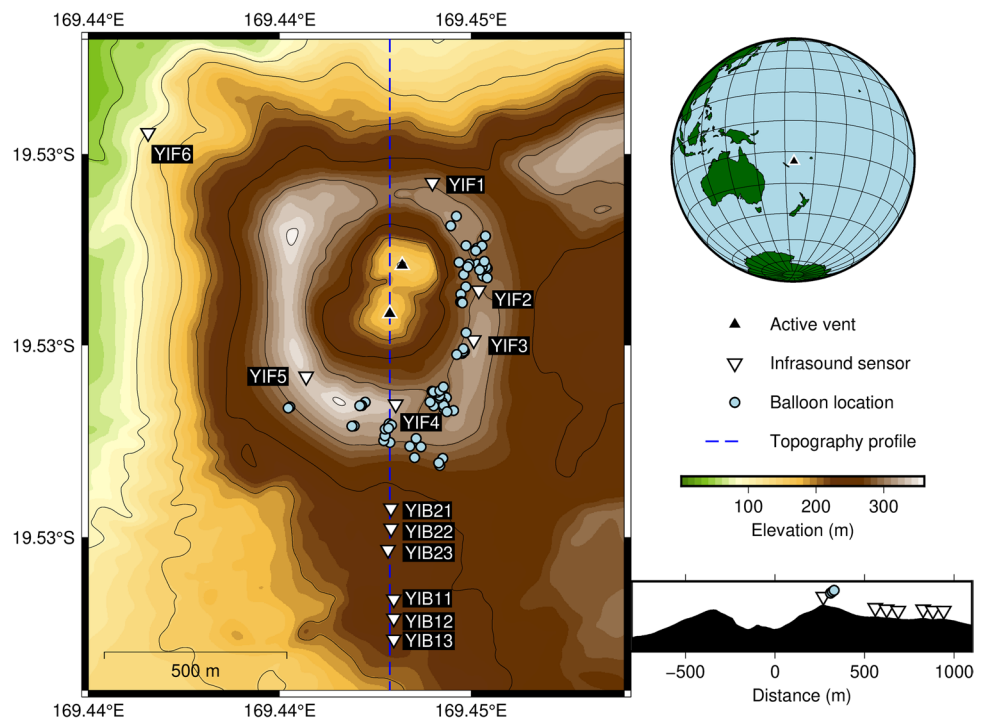 169.44°E 169.44°E 169.45°E
19.53°S
YIF6
YIF1
YIF2
19.53°S
YIF3
YIF5
YIF4
YIB21
YIB22
19.53°S
YIB23
YIB11
YIB12
YIB13
500 m
169.44°E 169.44°E 169.45°E
Active vent
Infrasound sensor
Balloon location
Topography profile
100 200 300
Elevation (m)
−500 0 500 1000
Distance (m)